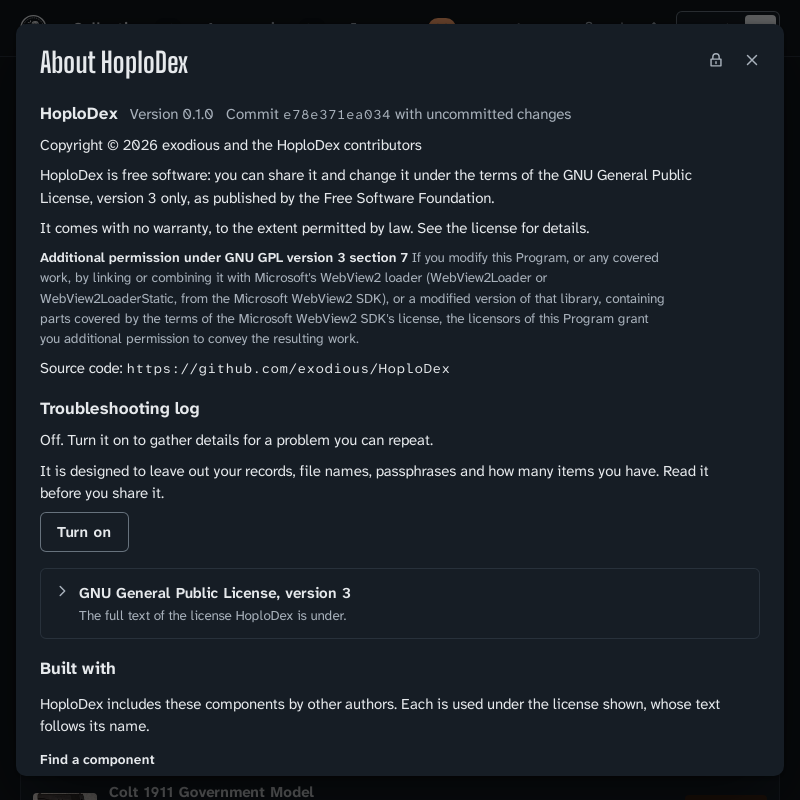 About HoploDex
HoploDex Version 0.1.0 Commit e78e371ea034 with uncommitted changes
Copyright © 2026 exodious and the HoploDex contributors
HoploDex is free software: you can share it and change it under the terms of the GNU General Public
License, version 3 only, as published by the Free Software Foundation.
It comes with no warranty, to the extent permitted by law. See the license for details.
Additional permission under GNU GPL version 3 section 7 If you modify this Program, or any covered
work, by linking or combining it with Microsoft's WebView2 loader (WebView2Loader or
WebView2LoaderStatic, from the Microsoft WebView2 SDK), or a modified version of that library, containing
parts covered by the terms of the Microsoft WebView2 SDK's license, the licensors of this Program grant
you additional permission to convey the resulting work.
Source code: https://github.com/exodious/HoploDex
Troubleshooting log
Off. Turn it on to gather details for a problem you can repeat.
It is designed to leave out your records, file names, passphrases and how many items you have. Read it
before you share it.
Turn on
GNU General Public License, version 3
The full text of the license HoploDex is under.
Built with
HoploDex includes these components by other authors. Each is used under the license shown, whose text
follows its name.
Find a component
Colt 1911 Government Model